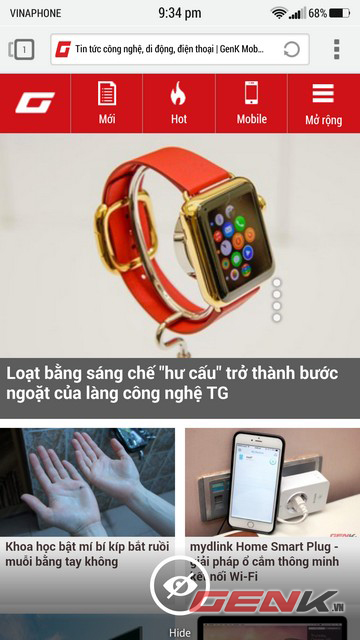 VINAPHONE
9:34 pm
68%
1
Tin tức công nghệ, di động, điện thoại | GenK Mob...
Mới
Hot
Mobile
Mở rộng
Loạt bằng sáng chế "hư cấu" trở thành bước
ngoặt của làng công nghệ TG
Khoa học bật mí bí kíp bắt ruồi
muỗi bằng tay không
mydlink Home Smart Plug -
giải pháp ổ cắm thông minh
kết nối Wi-Fi
GENK.VN
Hide